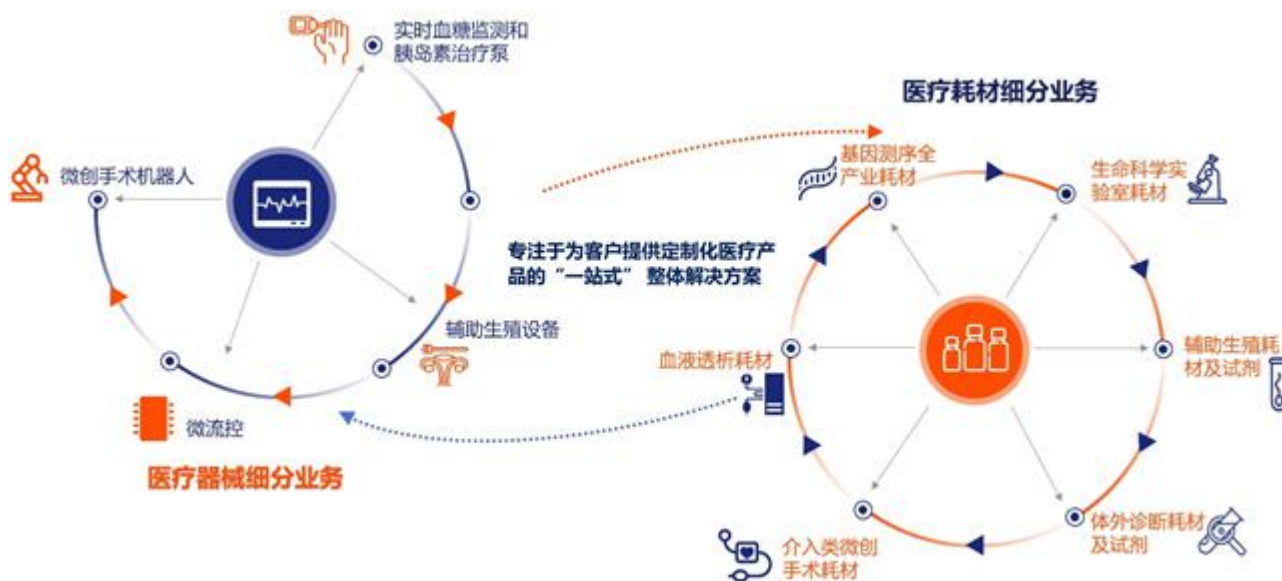 实时血糖监测和
胰岛素治疗泵
微创手术机器人
辅助生殖设备
微流控
医疗器械细分业务
专注于为客户提供定制化医疗产
品的“一站式” 整体解决方案
医疗耗材细分业务
基因测序全
产业耗材
生命科学实
验室耗材
血液透析耗材
辅助生殖耗
材及试剂
介入类微创
手术耗材
体外诊断耗材
及试剂